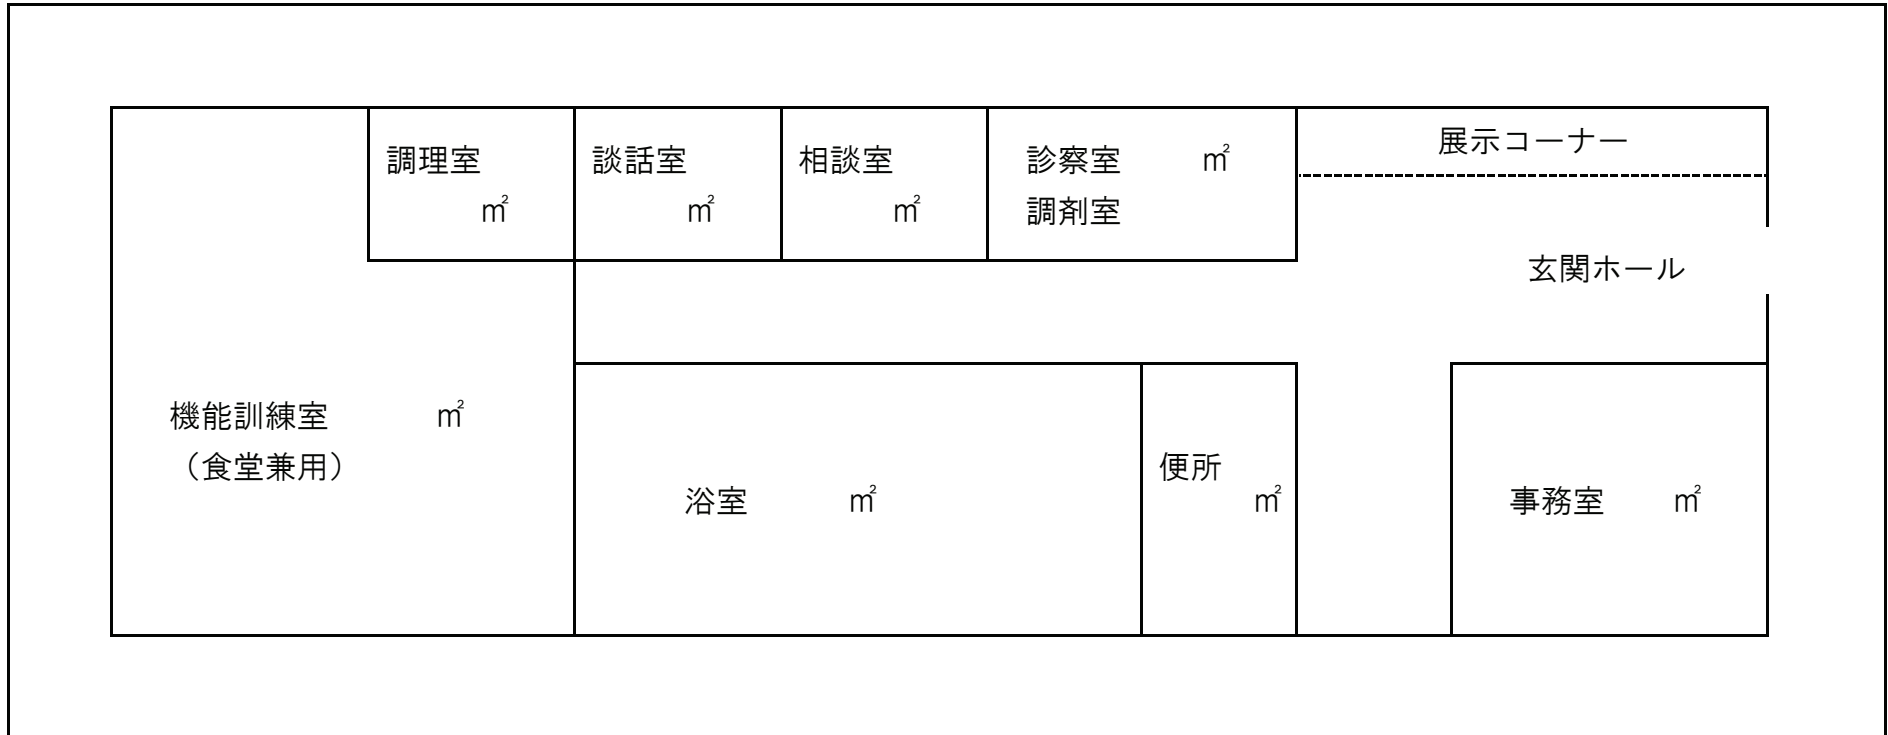 調理室
㎡
談話室
㎡
相談室
㎡
診察室 ㎡
調剤室
展示コーナー
玄関ホール
機能訓練室 ㎡
（食堂兼用）
浴室 ㎡
便所
㎡
事務室 ㎡